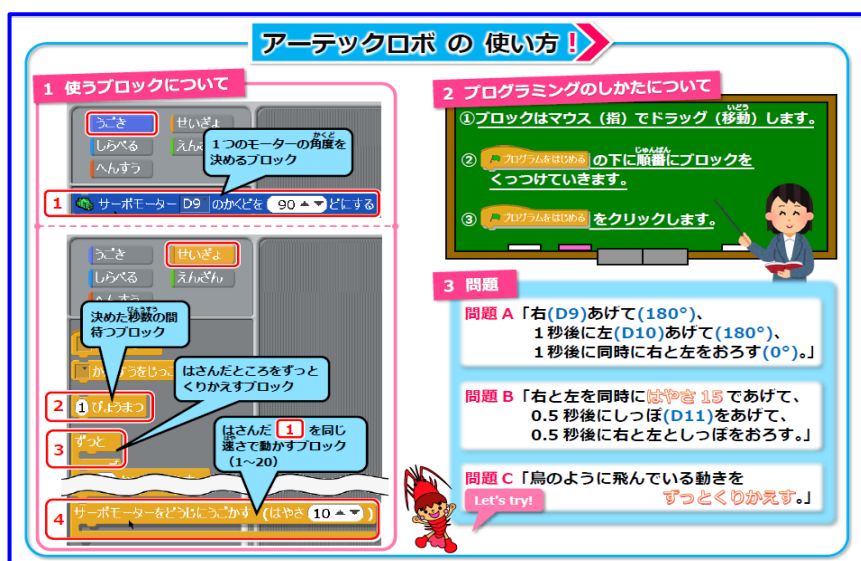 アーテックロボ の 使い方!
1 使うブロックについて
うごき
せいぎょ
しらべる
へんすう
1つのモーターの角度を
かくど
決めるブロック
1
サーボモーター D9 のかくどを 90 どにする
うごき
せいぎょ
しらべる
えんざん
決めた秒数の間
びょうすう
待つブロック
はさんだところをずっと
くりかえすブロック
2
1 びょうまつ
3
ずっと
はさんだ 1 を同じ
速さで動かすブロック
はや
(1~20)
4
サーボモーターをどうじにうごかす (はやさ 10 )
2 プログラミングのしかたについて
いどう
①ブロックはマウス(指)でドラッグ(移動)します。
じゅんばん
② プログラムをはじめる の下に順番にブロックを
くっつけていきます。
③ プログラムをはじめる をクリックします。
3 問題
問題 A「右(D9)あげて(180°)、
1秒後に左(D10)あげて(180°)、
1秒後に同時に右と左をおろす(0°)。」
問題 B「右と左を同時にはやさ 15 であげて、
0.5 秒後にしっぽ(D11)をあげて、
0.5 秒後に右と左としっぽをおろす。」
問題 C「鳥のように飛んでいる動きを
ずっとくりかえす。」
Let's try!